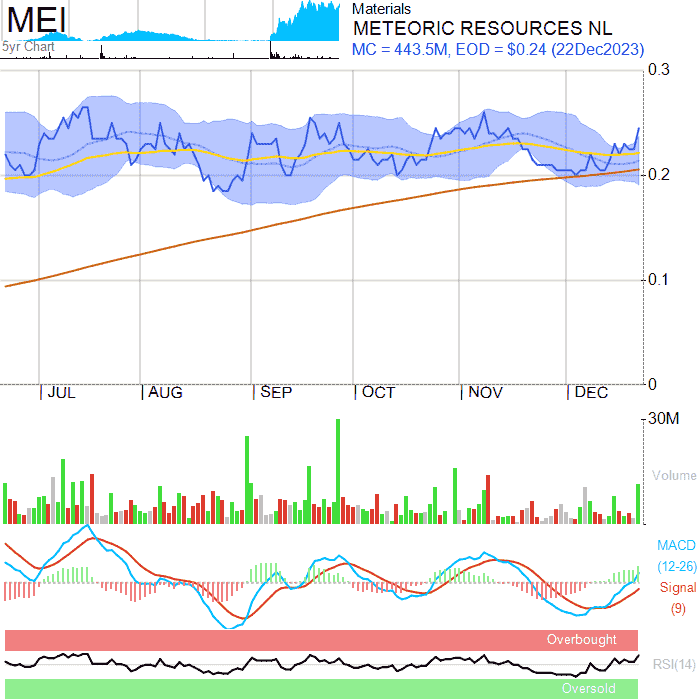 MEI
5yr Chart
Materials
METEORIC RESOURCES NL
MC = 443.5M, EOD = $0.24 (22Dec2023)
0.3
0.2
0.1
0
JUL
AUG
SEP
OCT
NOV
DEC
30M
Volume
MACD
(12-26)
Signal
(9)
Overbought
RSI(14)
Oversold